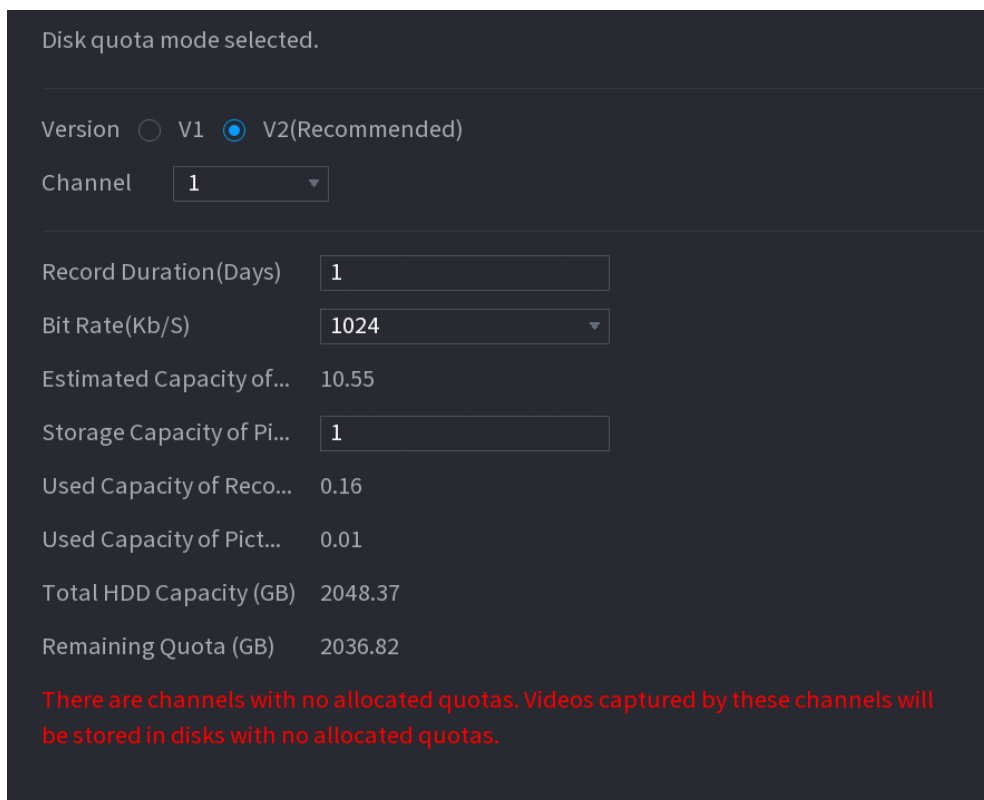 Disk quota mode selected.
Version V1 V2(Recommended)
Channel 1
Record Duration(Days) 1
Bit Rate(Kb/S) 1024
Estimated Capacity of... 10.55
Storage Capacity of Pi... 1
Used Capacity of Reco... 0.16
Used Capacity of Pict... 0.01
Total HDD Capacity (GB) 2048.37
Remaining Quota (GB) 2036.82
There are channels with no allocated quotas. Videos captured by these channels will
be stored in disks with no allocated quotas.